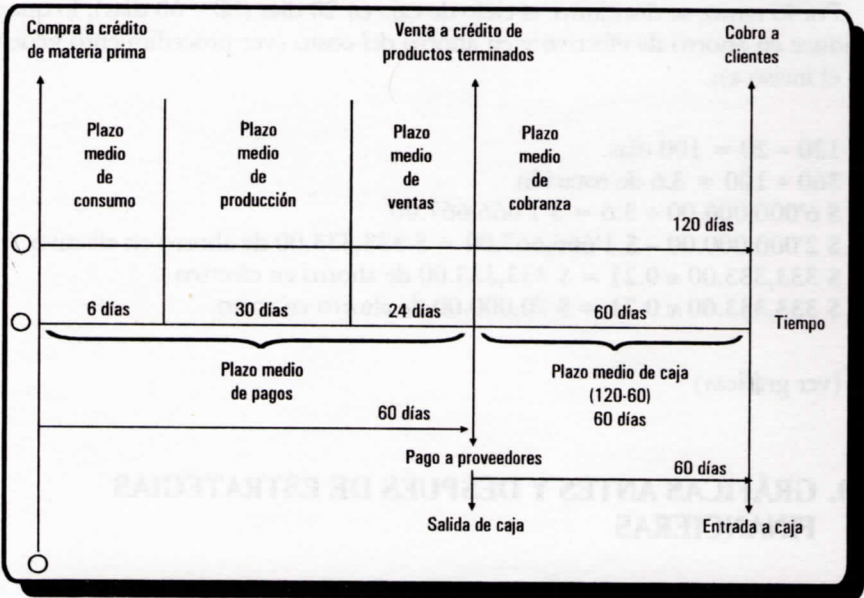 Compra a crédito
de materia prima
Venta a crédito de
productos terminados
Cobro a
clientes
Plazo
medio
de
consumo
Plazo
medio
de
producción
Plazo
medio
de
ventas
Plazo
medio
de
cobranza
120 días
6 días
30 días
24 días
60 días
Tiempo
Plazo medio
de pagos
Plazo medio de caja
(120-60)
60 días
60 días
Pago a proveedores
60 días
Salida de caja
Entrada a caja